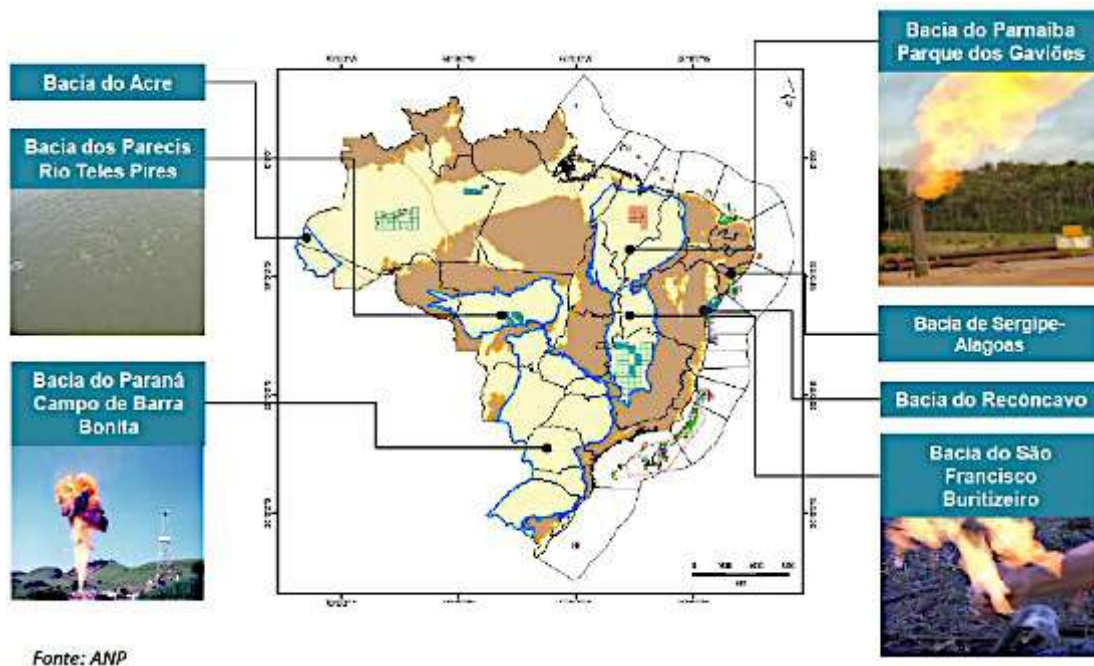 Bacia do Acre
Bacia dos Parecis
Rio Teles Pires
Bacia do Paraná
Campo de Barra
Bonita
Bacia do Parnaíba
Parque dos Gaviões
Bacia de Sergipe-
Alagoas
Bacia do Recôncavo
Bacia do São
Francisco
Buritizeiro
Fonte: ANP